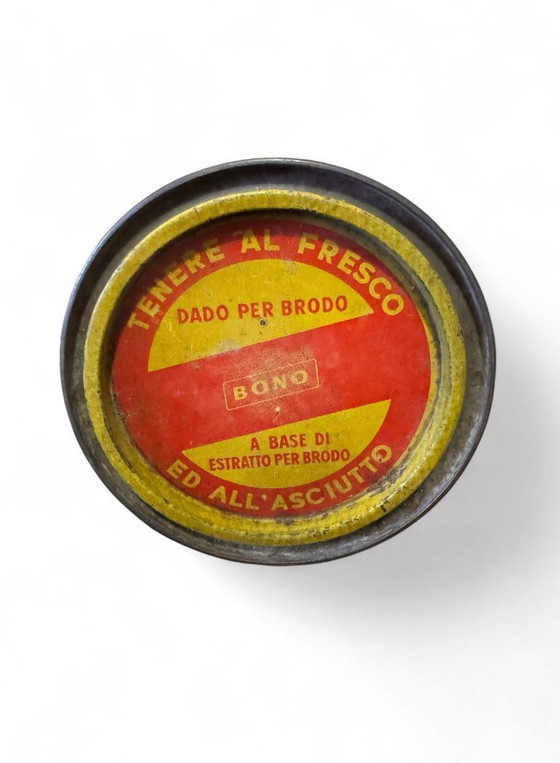 TENERE AL FRESCO
DADO PER BRODO
BONO
A BASE DI
ESTRATTO PER BRODO
ED ALL'ASCIUTTO